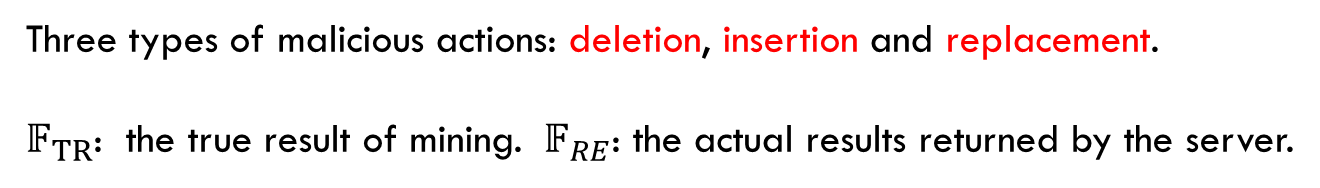 Three types of malicious actions: deletion, insertion and replacement.
𝔽TR: the true result of mining. 𝔽RE: the actual results returned by the server.